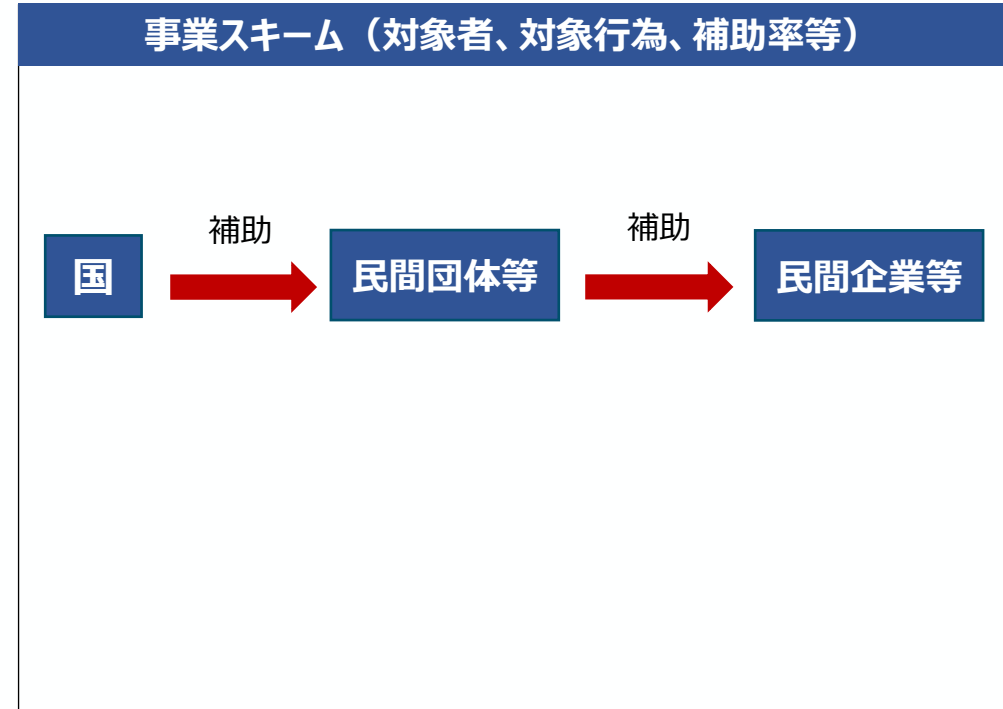 事業スキーム（対象者、対象行為、補助率等）
補助
補助
国
民間団体等
民間企業等